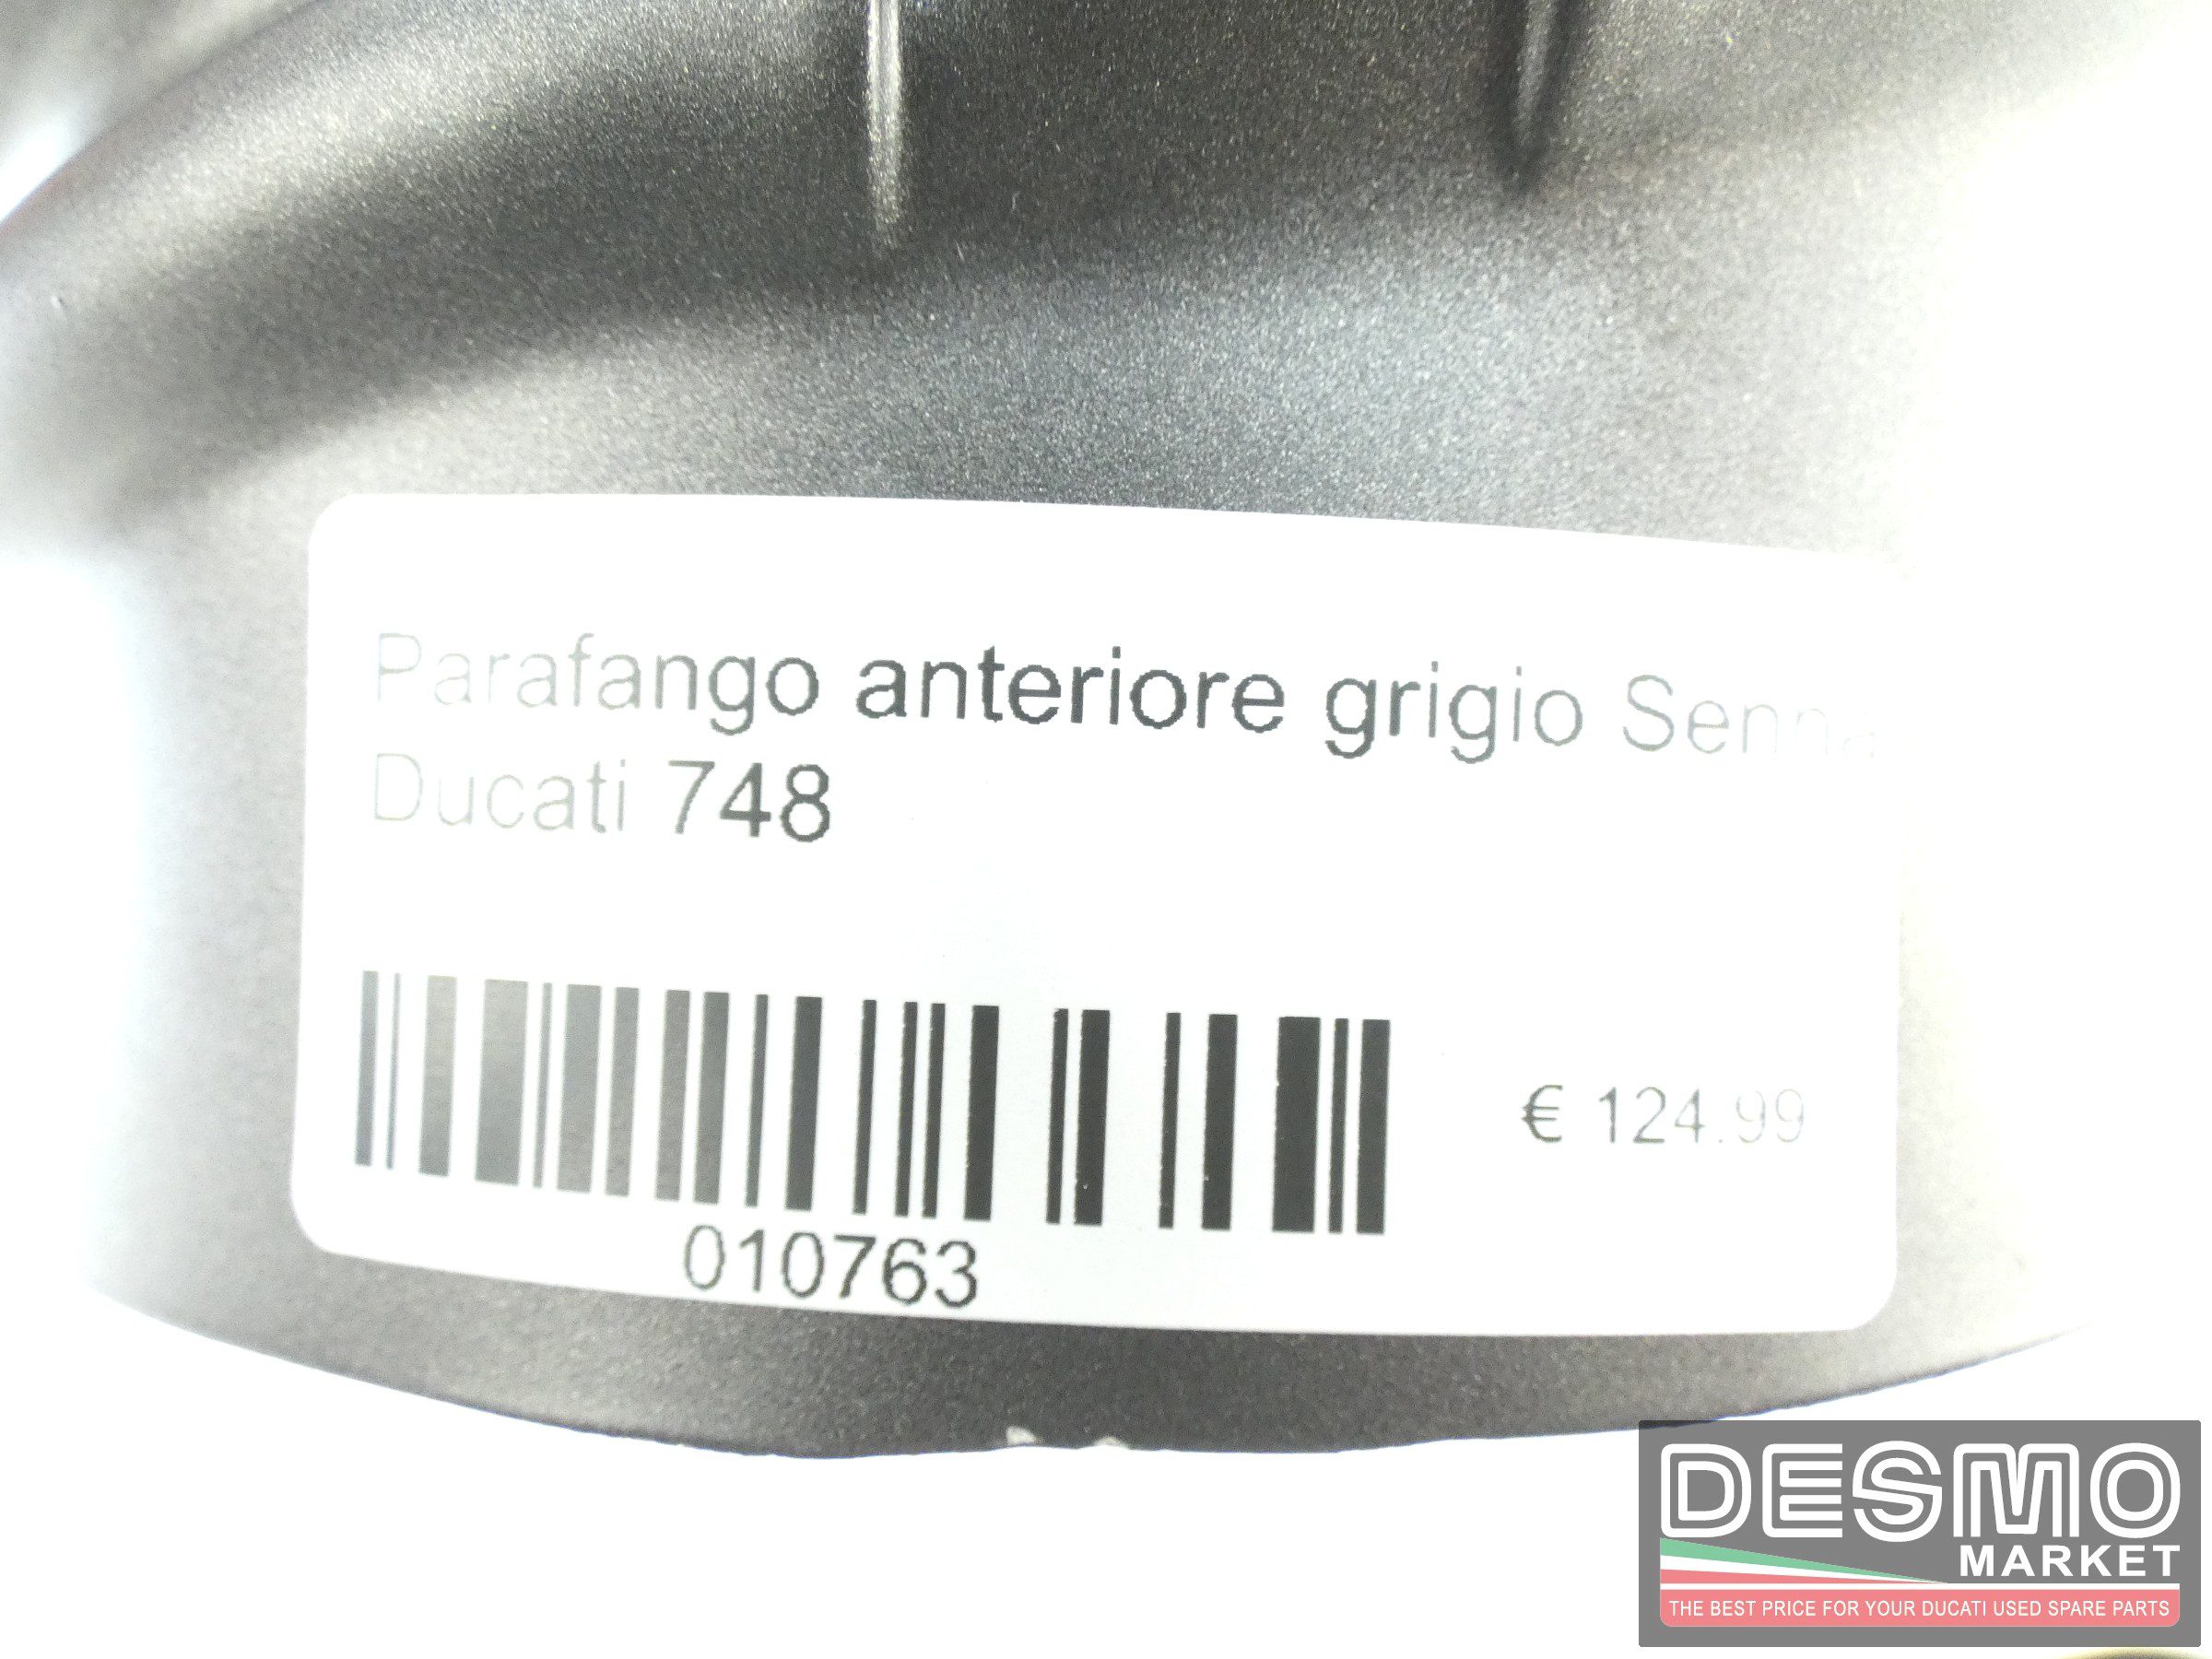 Parafango anteriore grigio Senna
Ducati 748
€ 124.99
010763
DESMO
MARKET
THE BEST PRICE FOR YOUR DUCATI USED SPARE PARTS